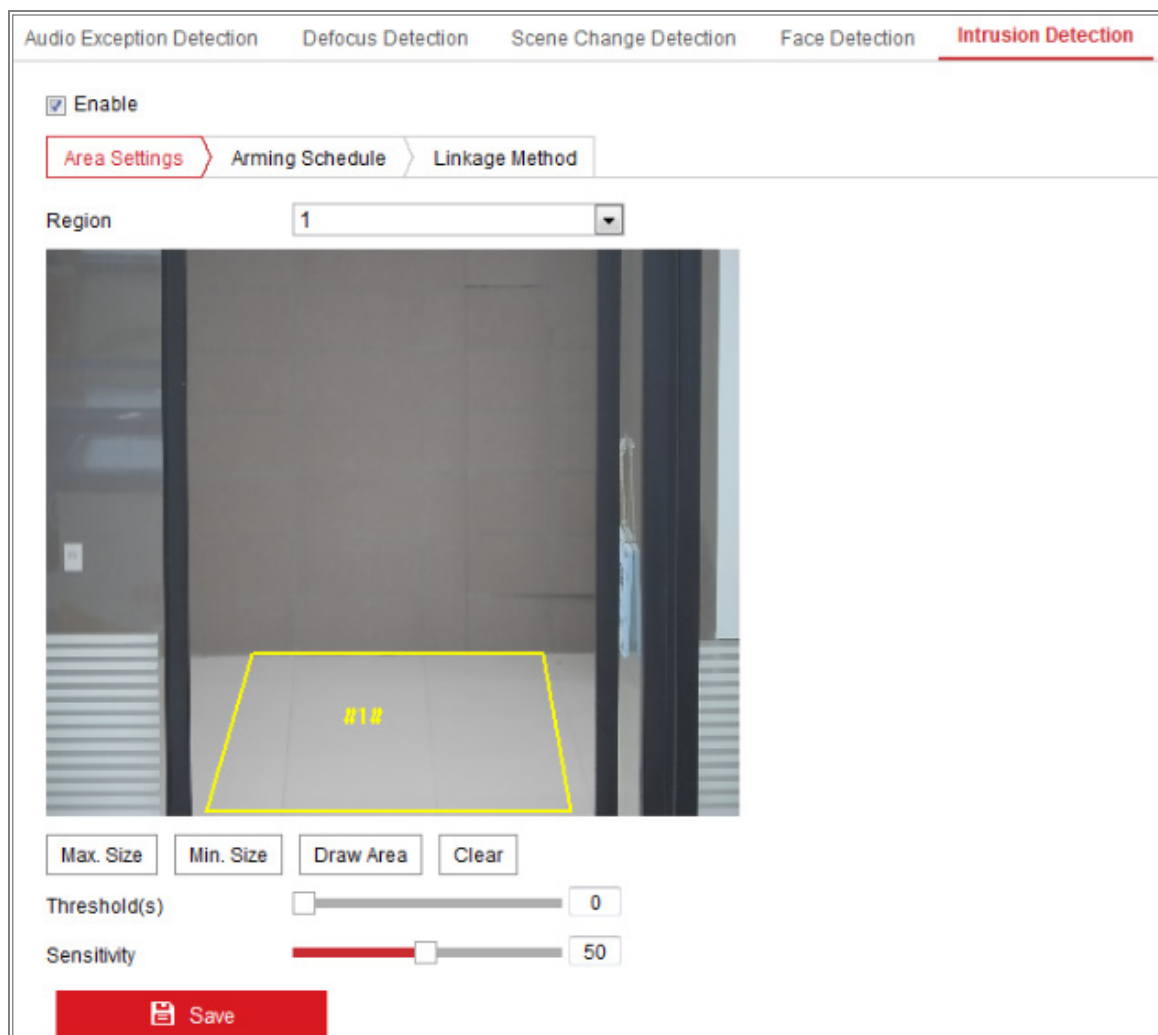 Audio Exception Detection Defocus Detection Scene Change Detection Face Detection Intrusion Detection
Enable
Area Settings Arming Schedule Linkage Method
Region 1
#1#
Max. Size Min. Size Draw Area Clear
Threshold(s) 0
Sensitivity 50
Save